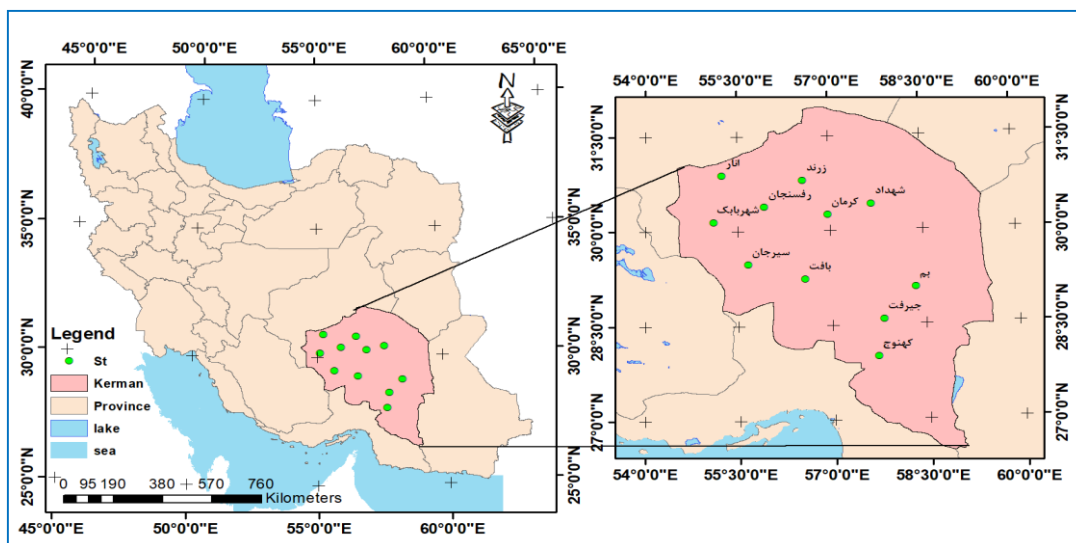 45°0'0"E 50°0'0"E 55°0'0"E 60°0'0"E 65°0'0"E
40°0'0"N
35°0'0"N
30°0'0"N
25°0'0"N
35°0'0"N
30°0'0"N
25°0'0"N
N
Legend
St
Kerman
Province
lake
sea
0 95 190 380 570 760
Kilometers
45°0'0"E 50°0'0"E 55°0'0"E 60°0'0"E
54°0'0"E 55°30'0"E 57°0'0"E 58°30'0"E 60°0'0"E
31°30'0"N
30°0'0"N
28°30'0"N
27°0'0"N
31°30'0"N
30°0'0"N
28°30'0"N
27°0'0"N
انار
زرند
شهداد
رفسنجان
کرمان
شهربابک
سیرجان
بافت
بم
جیرفت
کهنوج
54°0'0"E 55°30'0"E 57°0'0"E 58°30'0"E 60°0'0"E